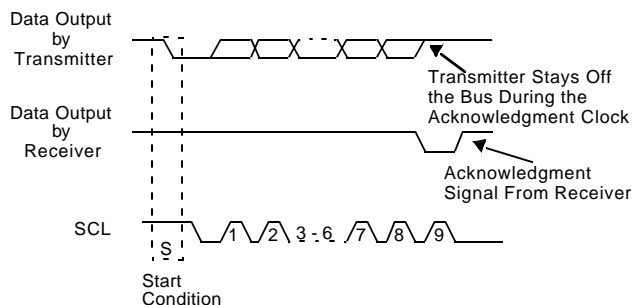 Data Output
by
Transmitter
Transmitter Stays Off
the Bus During the
Acknowledgment Clock
Data Output
by
Receiver
Acknowledgment
Signal From Receiver
SCL
S
1 2 3 - 6 7 8 9
Start
Condition